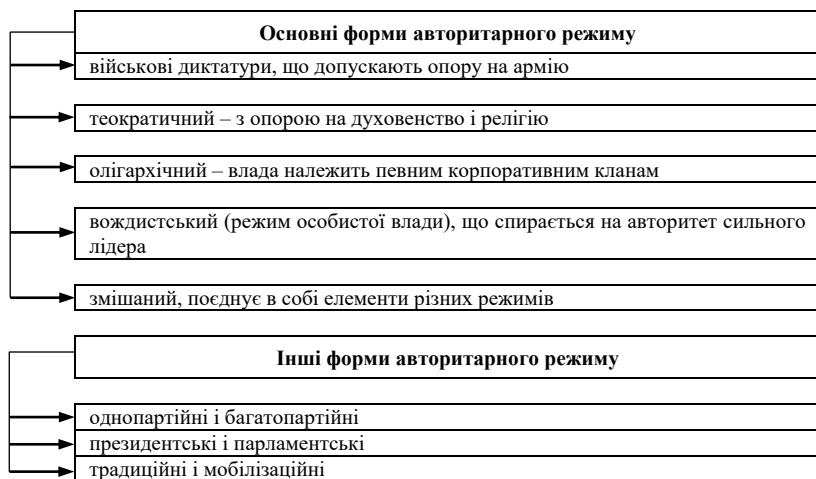 Основні форми авторитарного режиму
військові диктатури, що допускають опору на армію
теократичний – з опорою на духовенство і релігію
олігархічний – влада належить певним корпоративним кланам
вождистський (режим особистої влади), що спирається на авторитет сильного
лідера
змішаний, поєднує в собі елементи різних режимів
Інші форми авторитарного режиму
однопартійні і багатопартійні
президентські і парламентські
традиційні і мобілізаційні